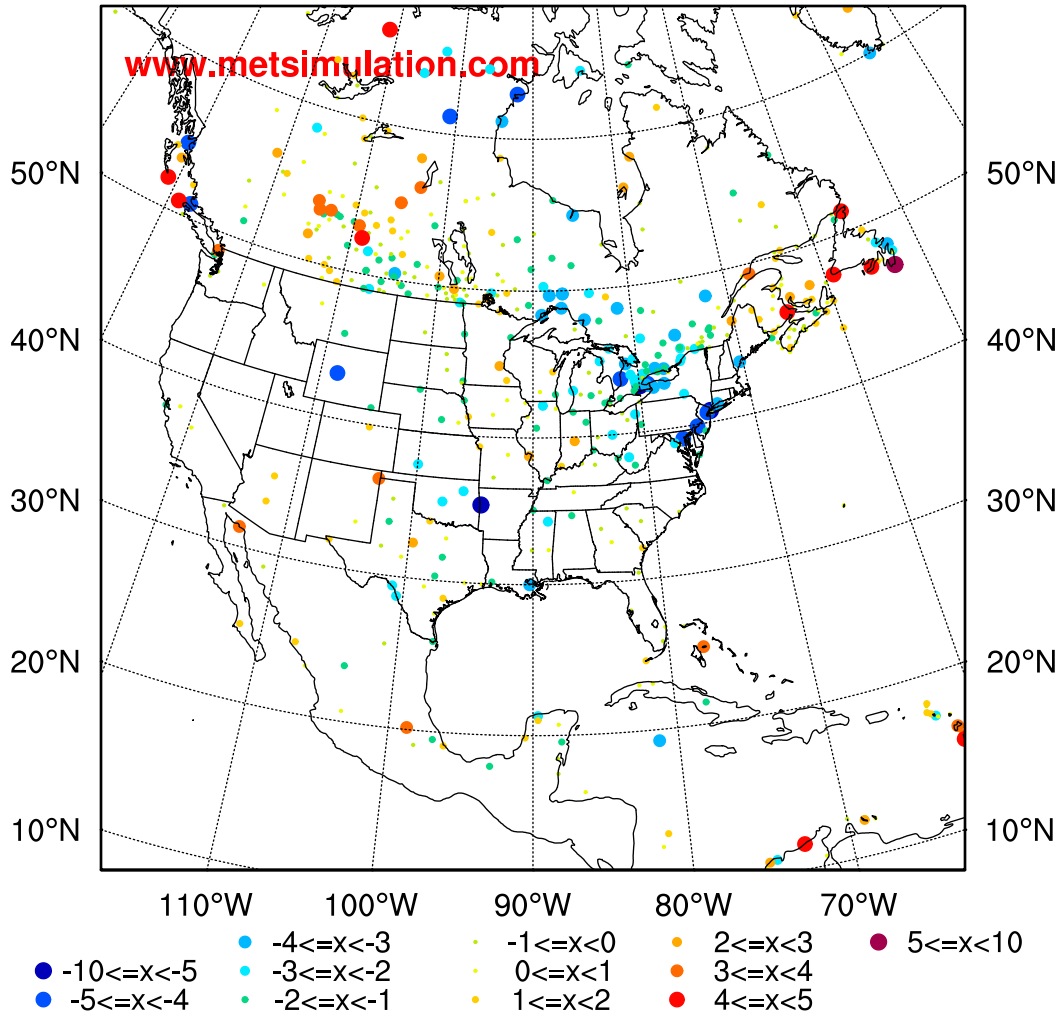 www.metsimulation.com
50°N 50°N
40°N 40°N
30°N 30°N
20°N 20°N
10°N 10°N
110°W 100°W 90°W 80°W 70°W
-4<=x<-3 -1<=x<0 2<=x<3 5<=x<10
-10<=x<-5 -3<=x<-2 0<=x<1 3<=x<4
-5<=x<-4 -2<=x<-1 1<=x<2 4<=x<5